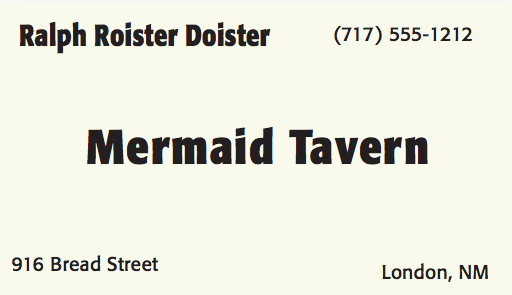 Ralph Roister Doister (717) 555-1212
Mermaid Tavern
916 Bread Street
London, NM